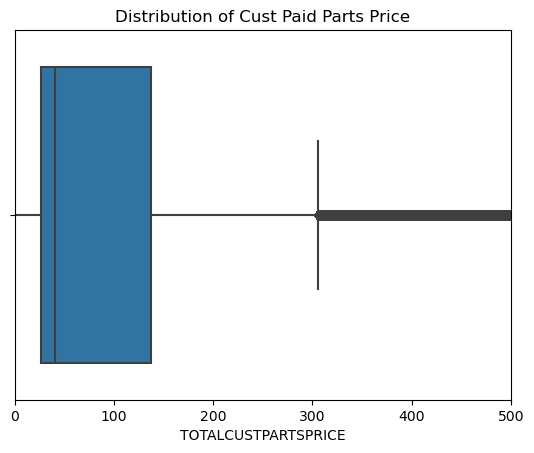 Distribution of Cust Paid Parts Price
0 100 200 300 400 500
TOTALCUSTPARTSPRICE